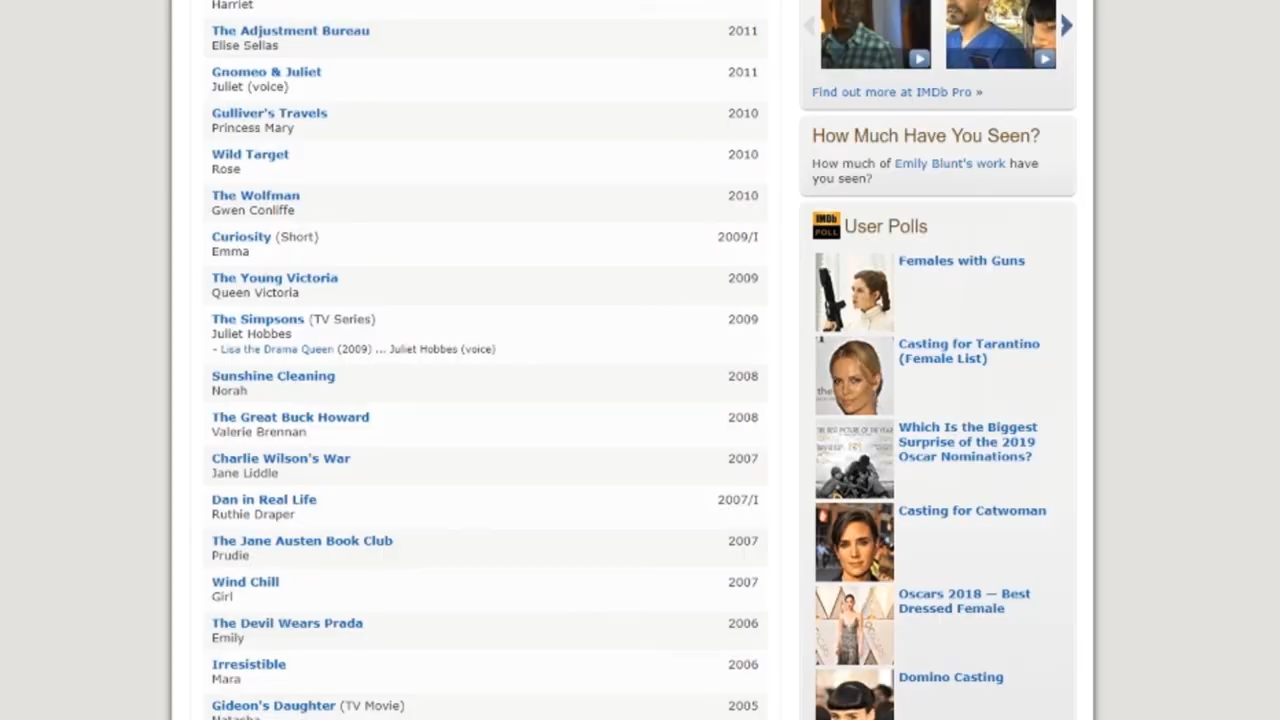 Harriet
The Adjustment Bureau 2011
Elise Sellas
Gnomeo & Juliet 2011
Juliet (voice)
Gulliver's Travels 2010
Princess Mary
Wild Target 2010
Rose
The Wolfman 2010
Gwen Conliffe
Curiosity (Short) 2009/I
Emma
The Young Victoria 2009
Queen Victoria
The Simpsons (TV Series) 2009
Juliet Hobbes
- Lisa the Drama Queen (2009) ... Juliet Hobbes (voice)
Sunshine Cleaning 2008
Norah
The Great Buck Howard 2008
Valerie Brennan
Charlie Wilson's War 2007
Jane Liddle
Dan in Real Life 2007/I
Ruthie Draper
The Jane Austen Book Club 2007
Prudie
Wind Chill 2007
Girl
The Devil Wears Prada 2006
Emily
Irresistible 2006
Mara
Gideon's Daughter (TV Movie) 2005
Natasha
Find out more at IMDb Pro »
How Much Have You Seen?
How much of Emily Blunt's work have
you seen?
IMDb
POLL
User Polls
Females with Guns
Casting for Tarantino
(Female List)
the
Which Is the Biggest
Surprise of the 2019
Oscar Nominations?
Casting for Catwoman
Oscars 2018 — Best
Dressed Female
Domino Casting